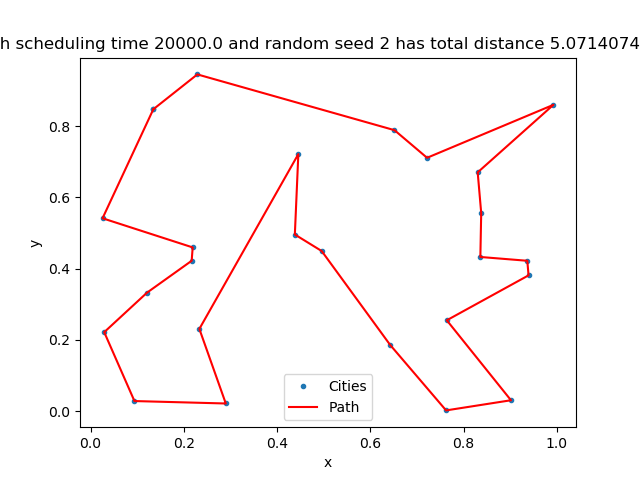 h scheduling time 20000.0 and random seed 2 has total distance 5.0714074
y
0.8
0.6
0.4
0.2
0.0
Cities
Path
0.0 0.2 0.4 0.6 0.8 1.0
x